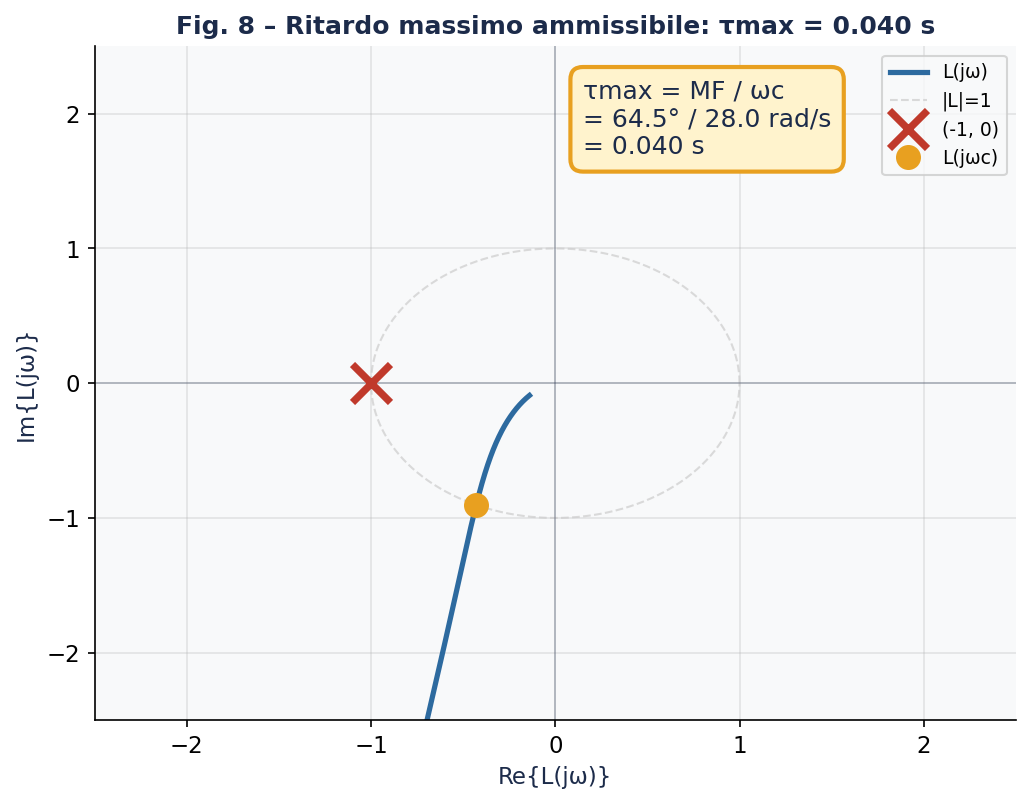 Fig. 8 – Ritardo massimo ammissibile: τmax = 0.040 s
τmax = MF / ωc
= 64.5° / 28.0 rad/s
= 0.040 s
L(jω)
|L|=1
(-1, 0)
L(jωc)
2
1
0
−1
−2
Im{L(jω)}
−2
−1
0
1
2
Re{L(jω)}